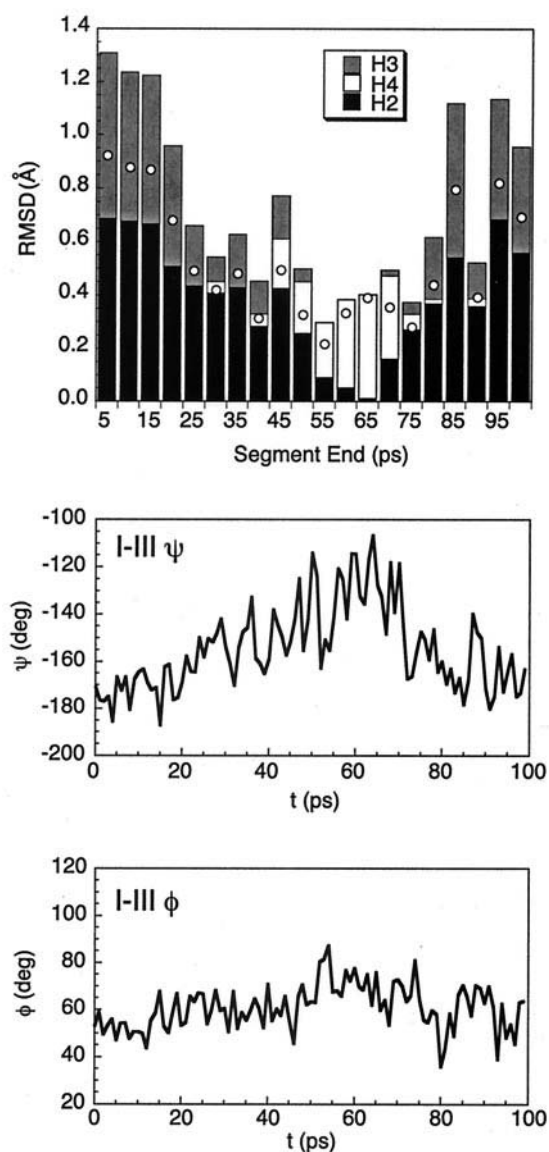 1.4
1.2
1.0
0.8
0.6
0.4
0.2
0.0
RMSD (Å)
H3
H4
H2
5 15 25 35 45 55 65 75 85 95
Segment End (ps)
-100
-120
-140
-160
-180
-200
ψ (deg)
I-III ψ
0 20 40 60 80 100
t (ps)
120
100
80
60
40
20
ϕ (deg)
I-III ϕ
0 20 40 60 80 100
t (ps)